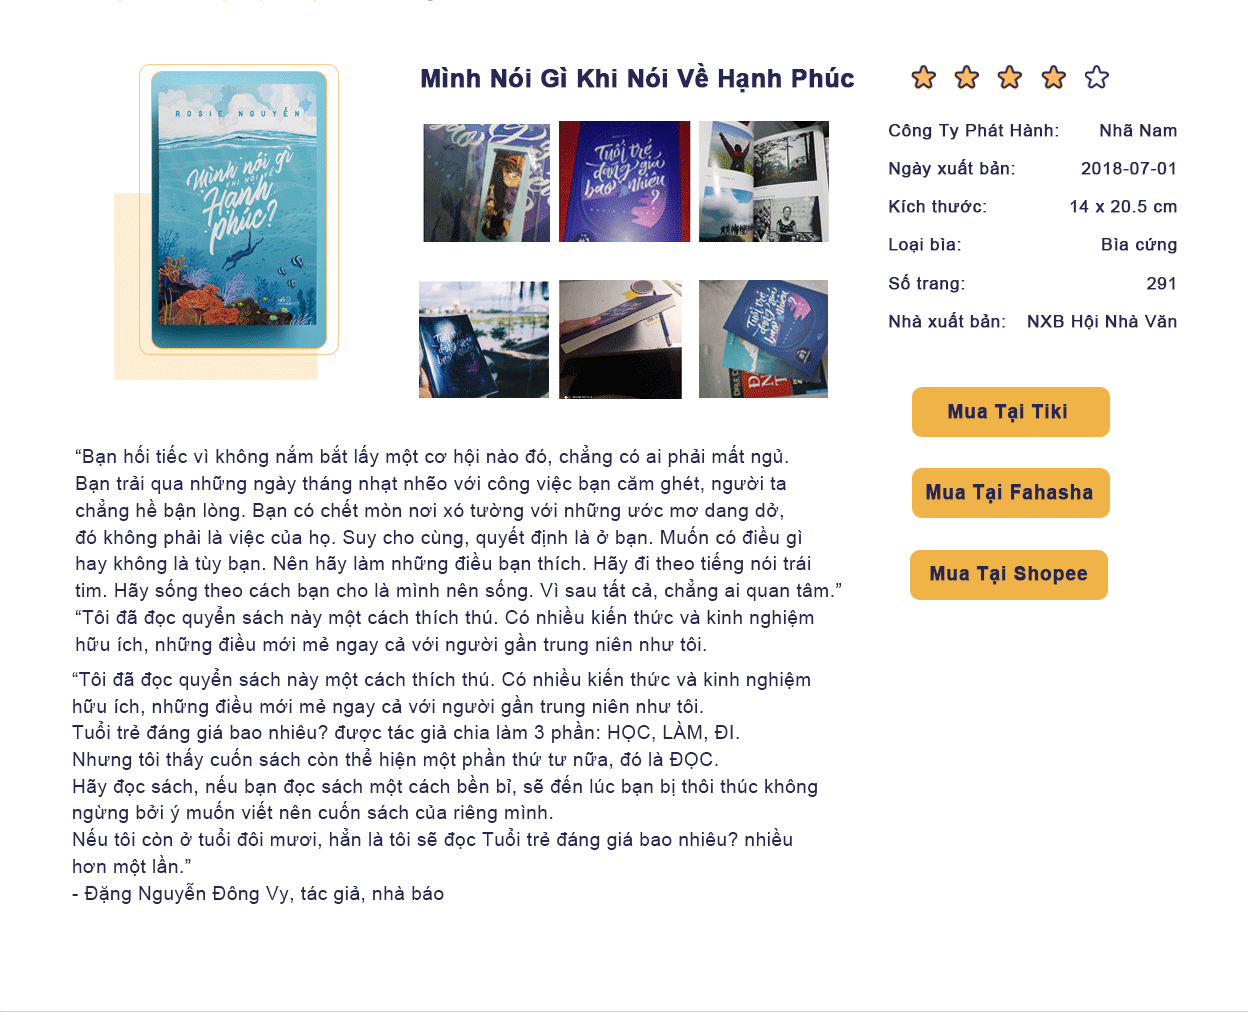 ROSIE NGUYỄN
Mình nói gì
KHI NÓI VỀ
Hạnh
phúc?
Mình Nói Gì Khi Nói Về Hạnh Phúc
Tuổi trẻ
đáng giá
bao nhiêu
?
Tuổi trẻ
đáng giá
bao nhiêu
Tuổi trẻ
đáng giá
bao nhiêu?
Công Ty Phát Hành: Nhã Nam
Ngày xuất bản: 2018-07-01
Kích thước: 14 x 20.5 cm
Loại bìa: Bìa cứng
Số trang: 291
Nhà xuất bản: NXB Hội Nhà Văn
Mua Tại Tiki
Mua Tại Fahasha
Mua Tại Shopee
“Bạn hối tiếc vì không nắm bắt lấy một cơ hội nào đó, chẳng có ai phải mất ngủ.
Bạn trải qua những ngày tháng nhạt nhẽo với công việc bạn căm ghét, người ta
chẳng hề bận lòng. Bạn có chết mòn nơi xó tường với những ước mơ dang dở,
đó không phải là việc của họ. Suy cho cùng, quyết định là ở bạn. Muốn có điều gì
hay không là tùy bạn. Nên hãy làm những điều bạn thích. Hãy đi theo tiếng nói trái
tim. Hãy sống theo cách bạn cho là mình nên sống. Vì sau tất cả, chẳng ai quan tâm.”
“Tôi đã đọc quyển sách này một cách thích thú. Có nhiều kiến thức và kinh nghiệm
hữu ích, những điều mới mẻ ngay cả với người gần trung niên như tôi.
“Tôi đã đọc quyển sách này một cách thích thú. Có nhiều kiến thức và kinh nghiệm
hữu ích, những điều mới mẻ ngay cả với người gần trung niên như tôi.
Tuổi trẻ đáng giá bao nhiêu? được tác giả chia làm 3 phần: HỌC, LÀM, ĐI.
Nhưng tôi thấy cuốn sách còn thể hiện một phần thứ tư nữa, đó là ĐỌC.
Hãy đọc sách, nếu bạn đọc sách một cách bền bỉ, sẽ đến lúc bạn bị thôi thúc không
ngừng bởi ý muốn viết nên cuốn sách của riêng mình.
Nếu tôi còn ở tuổi đôi mươi, hẳn là tôi sẽ đọc Tuổi trẻ đáng giá bao nhiêu? nhiều
hơn một lần.”
- Đặng Nguyễn Đông Vy, tác giả, nhà báo